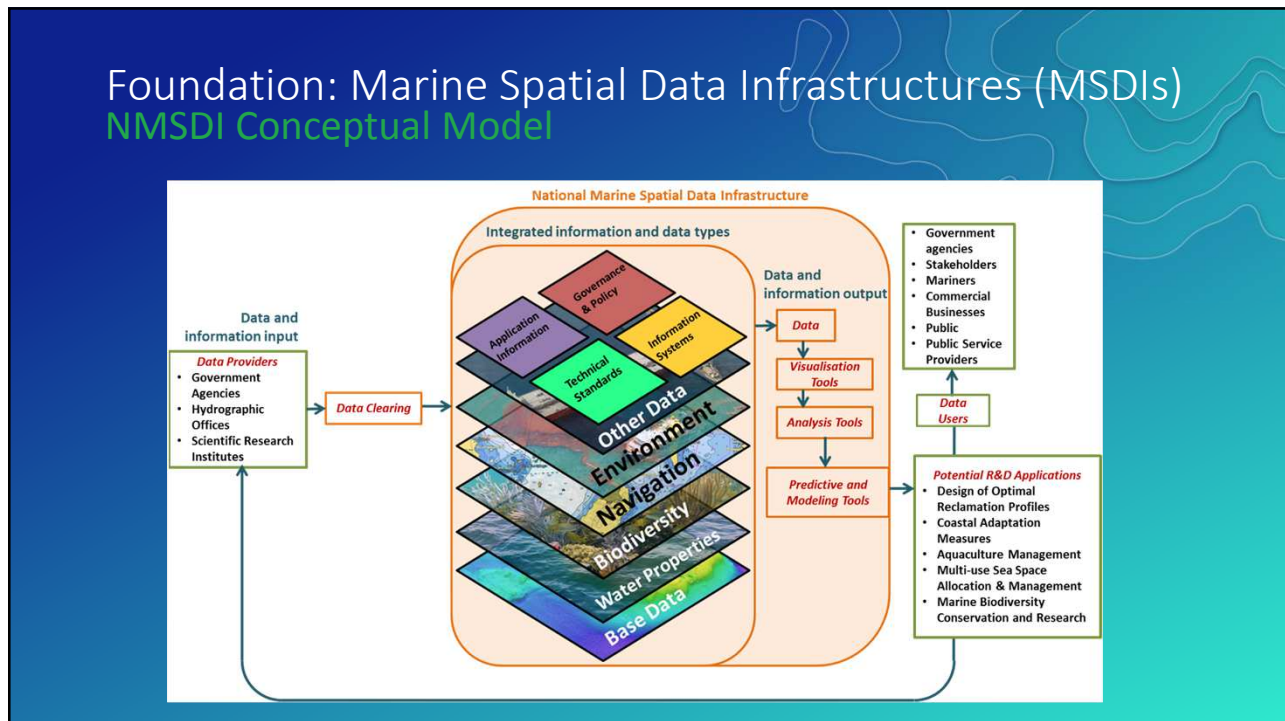 Foundation: Marine Spatial Data Infrastructures (MSDIs)
NMSDI Conceptual Model
National Marine Spatial Data Infrastructure
Integrated information and data types
Data and
information input
Data Providers
• Government
Agencies
• Hydrographic
Offices
• Scientific Research
Institutes
Data Clearing
Governance
& Policy
Application
Information
Information
Systems
Technical
Standards
Other Data
Environment
Navigation
Biodiversity
Water Properties
Base Data
Data and
information output
Data
Visualisation
Tools
Analysis Tools
Predictive and
Modeling Tools
• Government
agencies
• Stakeholders
• Mariners
• Commercial
Businesses
• Public
• Public Service
Providers
Data
Users
Potential R&D Applications
• Design of Optimal
Reclamation Profiles
• Coastal Adaptation
Measures
• Aquaculture Management
• Multi-use Sea Space
Allocation & Management
• Marine Biodiversity
Conservation and Research